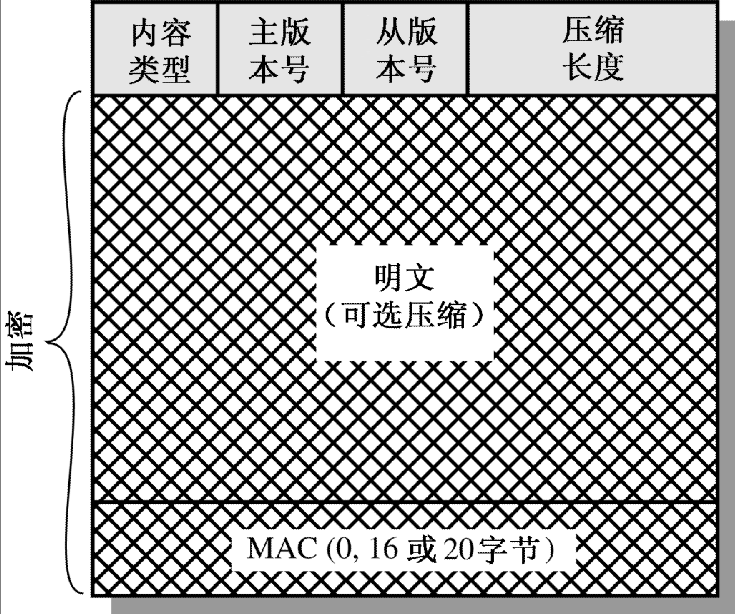 内容
类型
主版
本号
从版
本号
压缩
长度
加密
明文
（可选压缩）
MAC (0, 16 或 20字节)